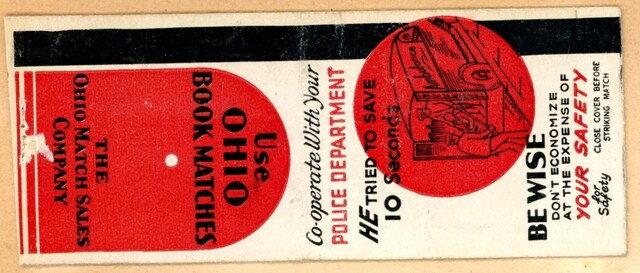 Use
OHIO
BOOK MATCHES
THE
OHIO MATCH SALES
COMPANY
Co-operate With Your
POLICE DEPARTMENT
HE TRIED TO SAVE
10 Seconds
Ambulance
BE WISE
DON'T ECONOMIZE
AT THE EXPENSE OF
YOUR SAFETY
for
Safety
CLOSE COVER BEFORE
STRIKING MATCH